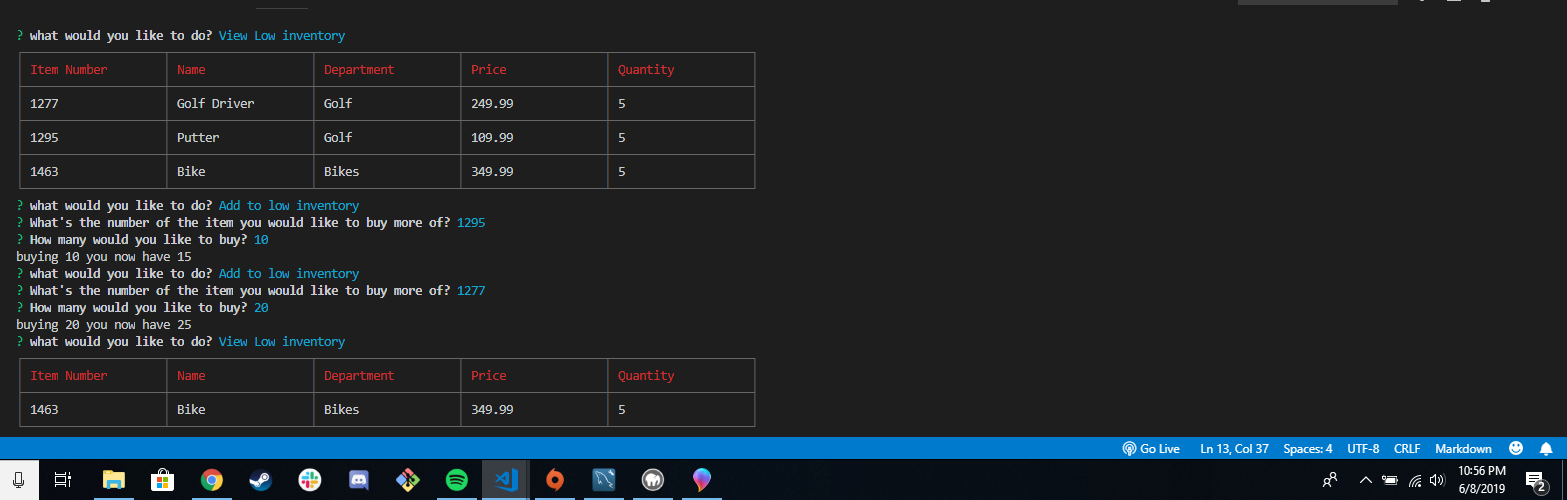 ? what would you like to do? View Low inventory
Item Number Name Department Price Quantity
1277 Golf Driver Golf 249.99 5
1295 Putter Golf 109.99 5
1463 Bike Bikes 349.99 5
? what would you like to do? Add to low inventory
? What's the number of the item you would like to buy more of? 1295
? How many would you like to buy? 10
buying 10 you now have 15
? what would you like to do? Add to low inventory
? What's the number of the item you would like to buy more of? 1277
? How many would you like to buy? 20
buying 20 you now have 25
? what would you like to do? View Low inventory
Item Number Name Department Price Quantity
1463 Bike Bikes 349.99 5
Go Live Ln 13, Col 37 Spaces: 4 UTF-8 CRLF Markdown
10:56 PM
6/8/2019
2